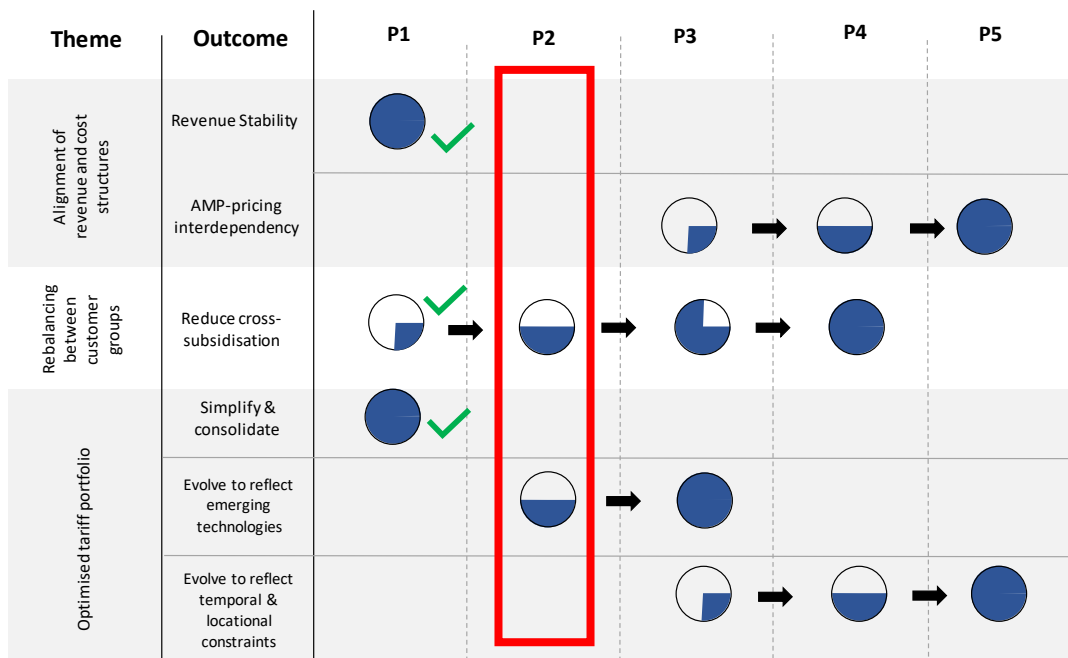 Theme
Outcome
P1
P2
P3
P4
P5
Alignment of
revenue and cost
structures
Revenue Stability
AMP-pricing
interdependency
Rebalancing
between
customer
groups
Reduce cross-
subsidisation
Optimised tariff portfolio
Simplify &
consolidate
Evolve to reflect
emerging
technologies
Evolve to reflect
temporal &
locational
constraints